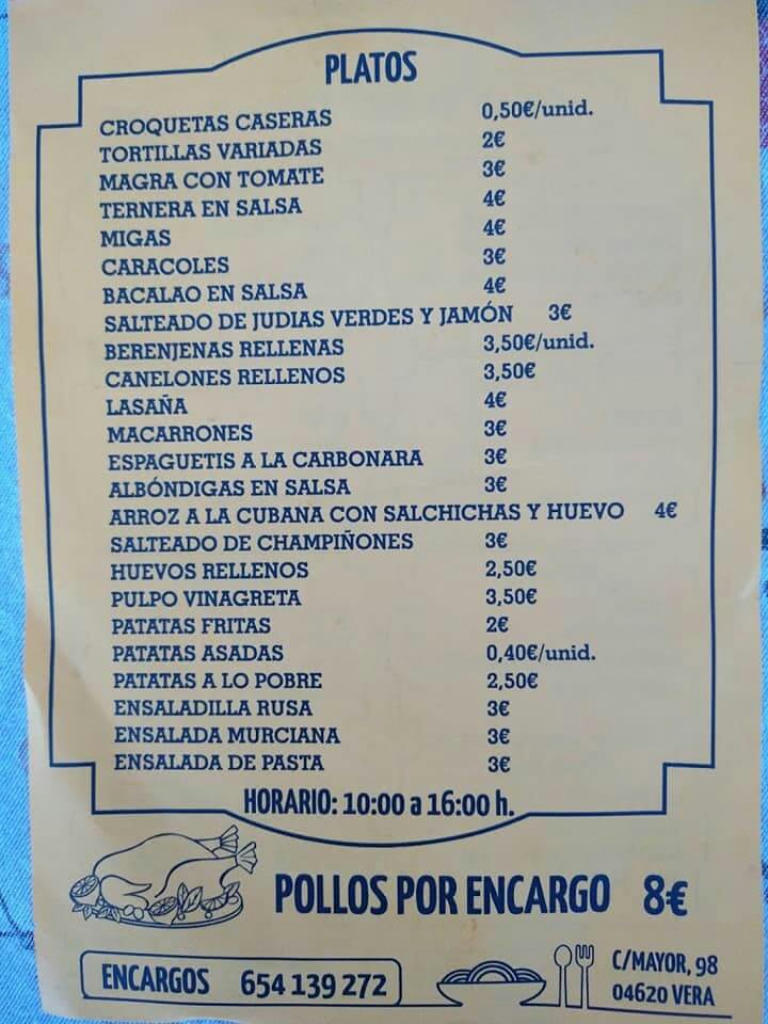 PLATOS
CROQUETAS CASERAS 0,50€/unid.
TORTILLAS VARIADAS 2€
MAGRA CON TOMATE 3€
TERNERA EN SALSA 4€
MIGAS 4€
CARACOLES 3€
BACALAO EN SALSA 4€
SALTEADO DE JUDIAS VERDES Y JAMÓN 3€
BERENJENAS RELLENAS 3,50€/unid.
CANELONES RELLENOS 3,50€
LASAÑA 4€
MACARRONES 3€
ESPAGUETIS A LA CARBONARA 3€
ALBÓNDIGAS EN SALSA 3€
ARROZ A LA CUBANA CON SALCHICHAS Y HUEVO 4€
SALTEADO DE CHAMPIÑONES 3€
HUEVOS RELLENOS 2,50€
PULPO VINAGRETA 3,50€
PATATAS FRITAS 2€
PATATAS ASADAS 0,40€/unid.
PATATAS A LO POBRE 2,50€
ENSALADILLA RUSA 3€
ENSALADA MURCIANA 3€
ENSALADA DE PASTA 3€
HORARIO: 10:00 a 16:00 h.
POLLOS POR ENCARGO 8€
ENCARGOS 654 139 272
C/MAYOR, 98
04620 VERA